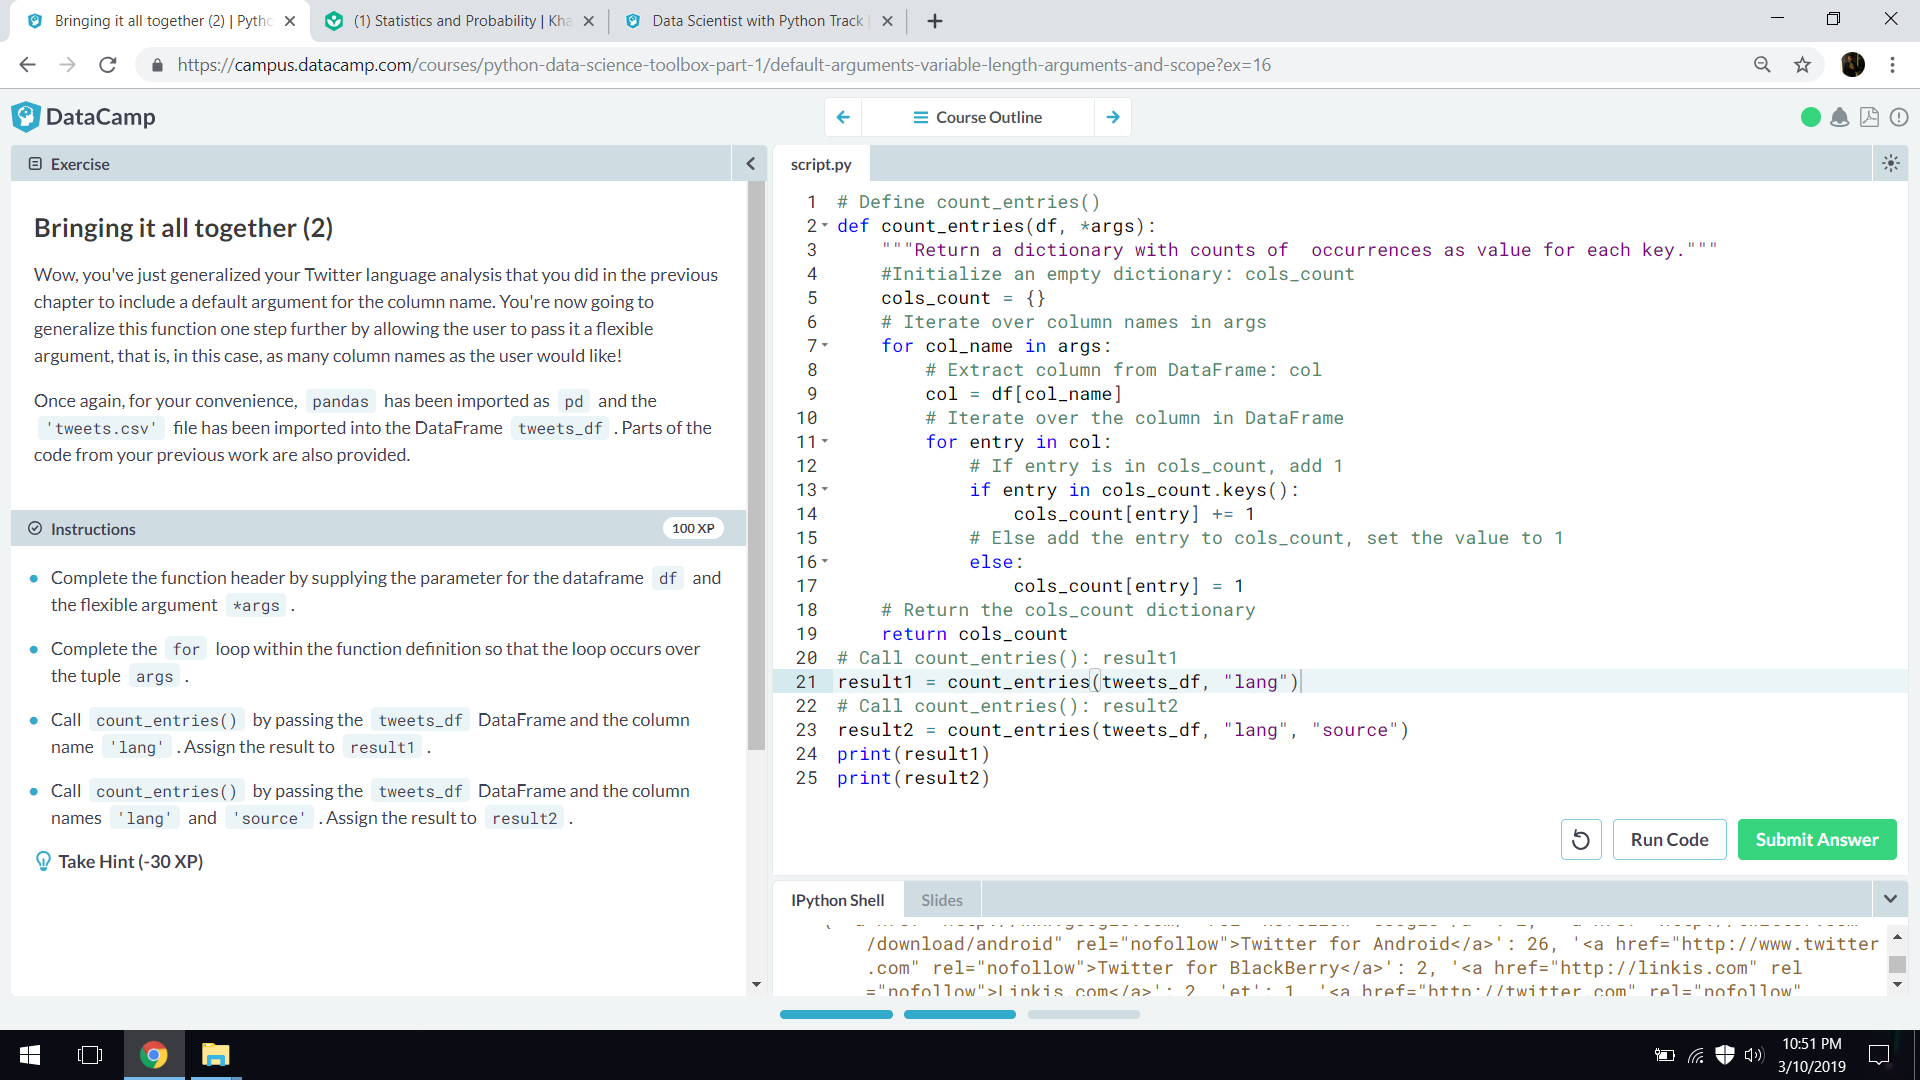 Bringing it all together (2) | Pytho
(1) Statistics and Probability | Kha
Data Scientist with Python Track |
https://campus.datacamp.com/courses/python-data-science-toolbox-part-1/default-arguments-variable-length-arguments-and-scope?ex=16
DataCamp
Course Outline
Exercise
Bringing it all together (2)
Wow, you've just generalized your Twitter language analysis that you did in the previous
chapter to include a default argument for the column name. You're now going to
generalize this function one step further by allowing the user to pass it a flexible
argument, that is, in this case, as many column names as the user would like!
Once again, for your convenience, pandas has been imported as pd and the
'tweets.csv' file has been imported into the DataFrame tweets_df . Parts of the
code from your previous work are also provided.
Instructions
100 XP
Complete the function header by supplying the parameter for the dataframe df and
the flexible argument *args .
Complete the for loop within the function definition so that the loop occurs over
the tuple args .
Call count_entries() by passing the tweets_df DataFrame and the column
name 'lang' . Assign the result to result1 .
Call count_entries() by passing the tweets_df DataFrame and the column
names 'lang' and 'source' . Assign the result to result2 .
Take Hint (-30 XP)
script.py
1 # Define count_entries()
2 def count_entries(df, *args):
3 """Return a dictionary with counts of  occurrences as value for each key."""
4 #Initialize an empty dictionary: cols_count
5 cols_count = {}
6 # Iterate over column names in args
7 for col_name in args:
8 # Extract column from DataFrame: col
9 col = df[col_name]
10 # Iterate over the column in DataFrame
11 for entry in col:
12 # If entry is in cols_count, add 1
13 if entry in cols_count.keys():
14 cols_count[entry] += 1
15 # Else add the entry to cols_count, set the value to 1
16 else:
17 cols_count[entry] = 1
18 # Return the cols_count dictionary
19 return cols_count
20 # Call count_entries(): result1
21 result1 = count_entries(tweets_df, "lang")
22 # Call count_entries(): result2
23 result2 = count_entries(tweets_df, "lang", "source")
24 print(result1)
25 print(result2)
Run Code
Submit Answer
IPython Shell
Slides
/download/android" rel="nofollow">Twitter for Android</a>': 26, '<a href="http://www.twitter
.com" rel="nofollow">Twitter for BlackBerry</a>': 2, '<a href="http://linkis.com" rel
="nofollow">Linkis.com</a>': 2, 'et': 1, '<a href="http://twitter.com" rel="nofollow"
10:51 PM
3/10/2019